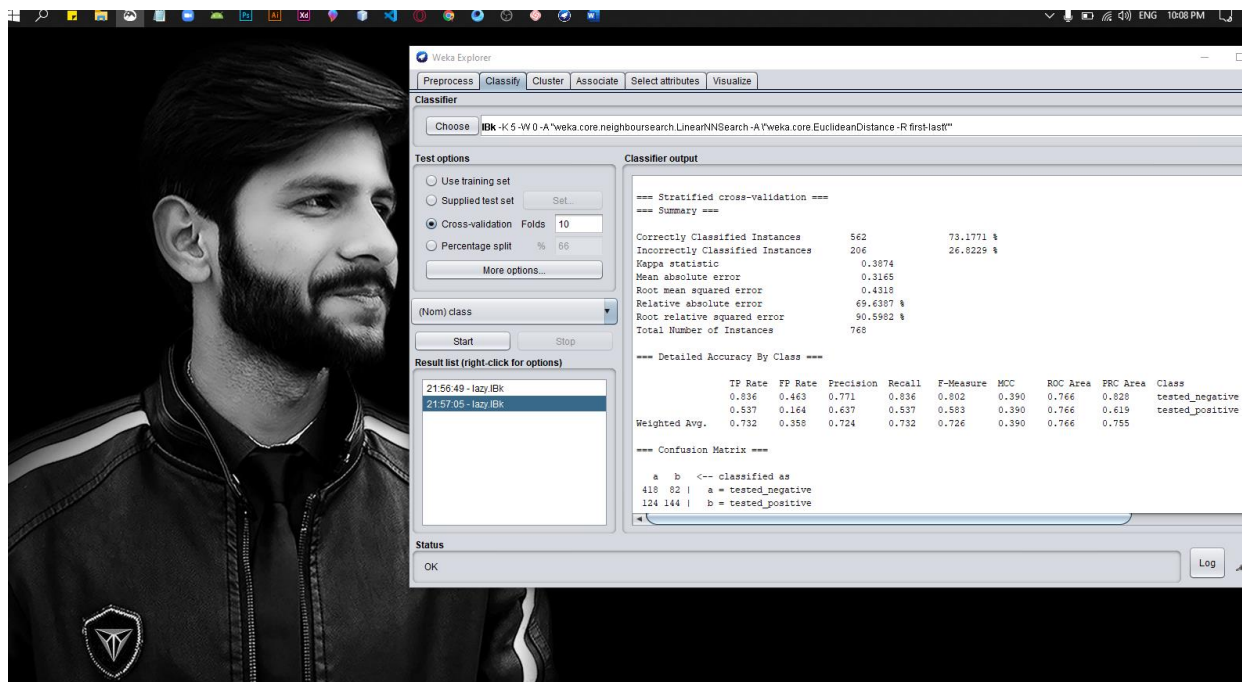 Ps Ai Xd W ENG 10:08 PM
Weka Explorer
Preprocess Classify Cluster Associate Select attributes Visualize
Classifier
Choose IBk -K 5 -W 0 -A "weka.core.neighboursearch.LinearNNSearch -A \"weka.core.EuclideanDistance -R first-last\""
Test options
Use training set
Supplied test set Set...
Cross-validation Folds 10
Percentage split % 66
More options...
(Nom) class
Start Stop
Result list (right-click for options)
21:56:49 - lazy.IBk
21:57:05 - lazy.IBk
Classifier output
=== Stratified cross-validation ===
=== Summary ===
Correctly Classified Instances 562 73.1771 %
Incorrectly Classified Instances 206 26.8229 %
Kappa statistic 0.3874
Mean absolute error 0.3165
Root mean squared error 0.4318
Relative absolute error 69.6387 %
Root relative squared error 90.5982 %
Total Number of Instances 768
=== Detailed Accuracy By Class ===
TP Rate FP Rate Precision Recall F-Measure MCC ROC Area PRC Area Class
0.836 0.463 0.771 0.836 0.802 0.390 0.766 0.828 tested_negative
0.537 0.164 0.637 0.537 0.583 0.390 0.766 0.619 tested_positive
Weighted Avg. 0.732 0.358 0.724 0.732 0.726 0.390 0.766 0.755
=== Confusion Matrix ===
a b <-- classified as
418 82 | a = tested_negative
124 144 | b = tested_positive
Status
OK
Log